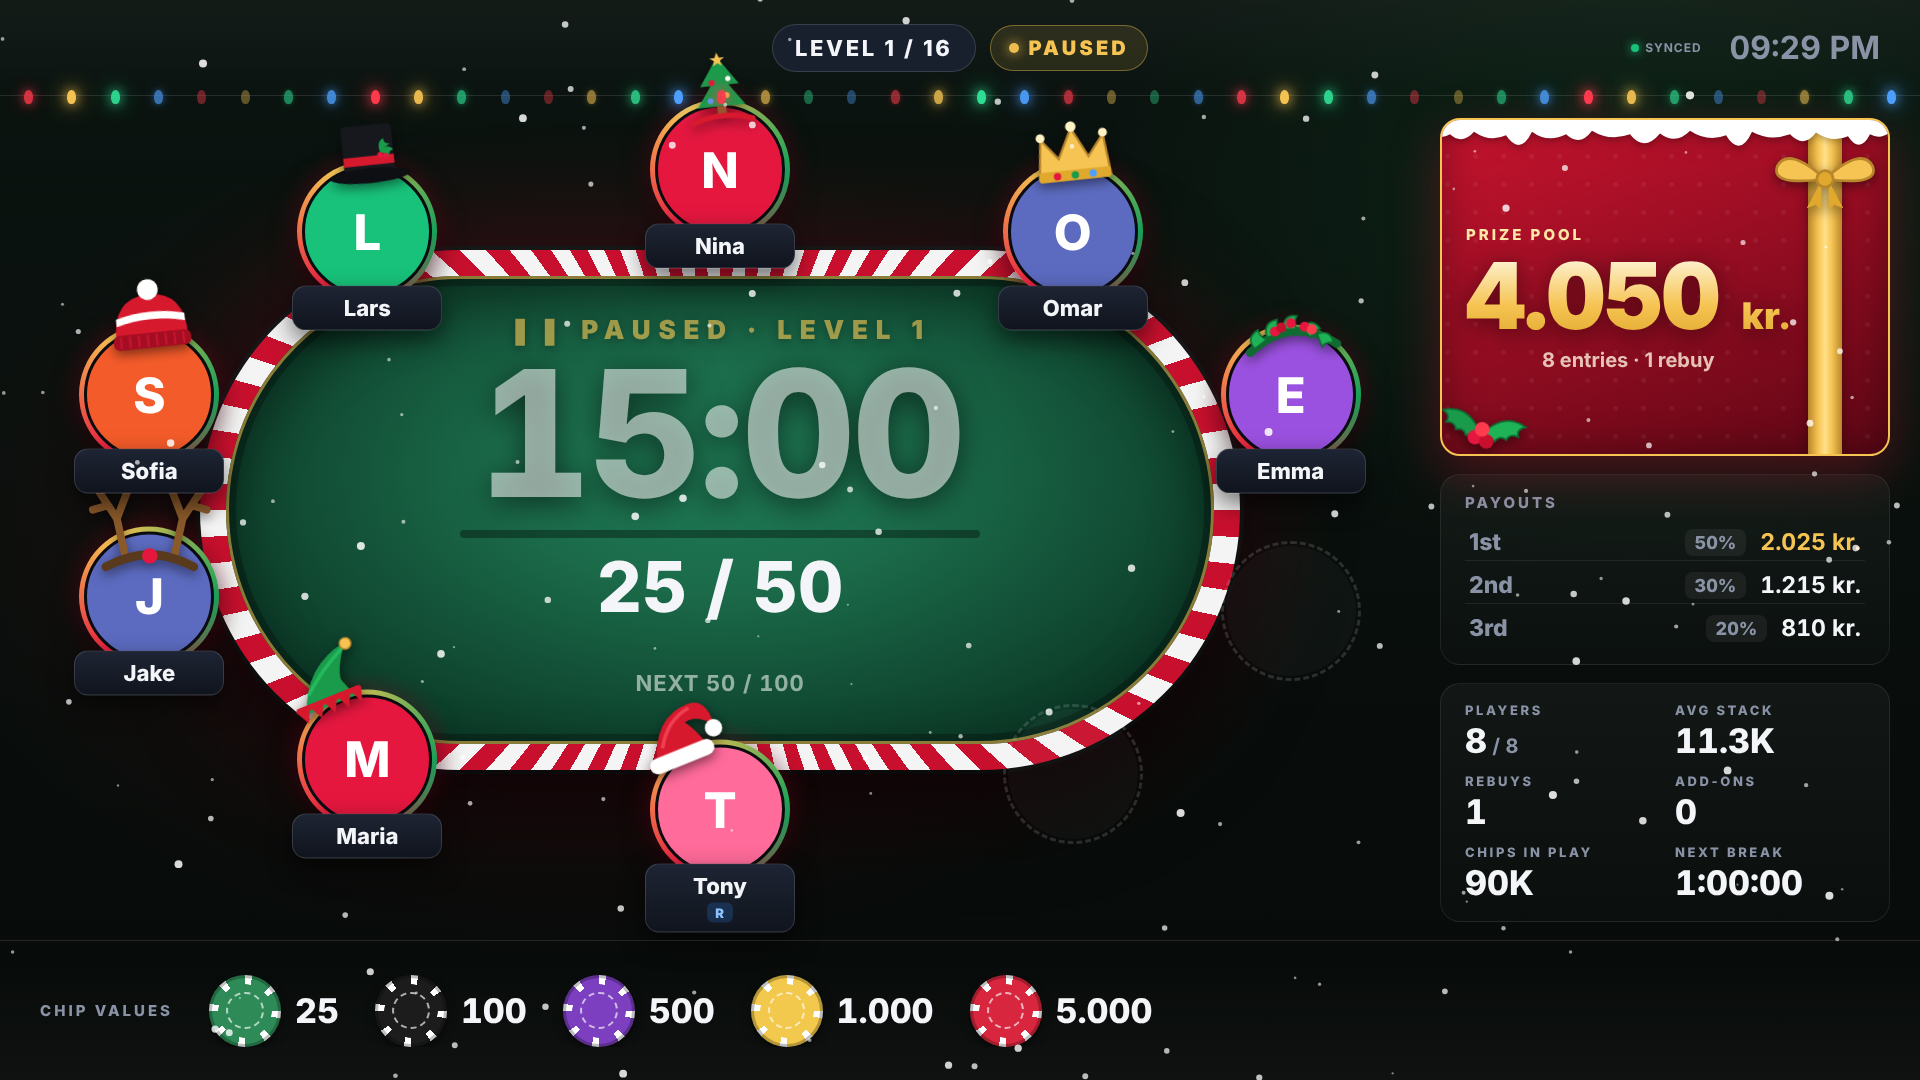 LEVEL 1 / 16
PAUSED
SYNCED
09:29 PM
N
Nina
L
Lars
O
Omar
S
Sofia
E
Emma
J
Jake
M
Maria
T
Tony
R
PAUSED · LEVEL 1
15:00
25 / 50
NEXT 50 / 100
PRIZE POOL
4.050 kr.
8 entries · 1 rebuy
PAYOUTS
1st 50% 2.025 kr.
2nd 30% 1.215 kr.
3rd 20% 810 kr.
PLAYERS AVG STACK
8 / 8 11.3K
REBUYS ADD-ONS
1 0
CHIPS IN PLAY NEXT BREAK
90K 1:00:00
CHIP VALUES 25 100 500 1.000 5.000